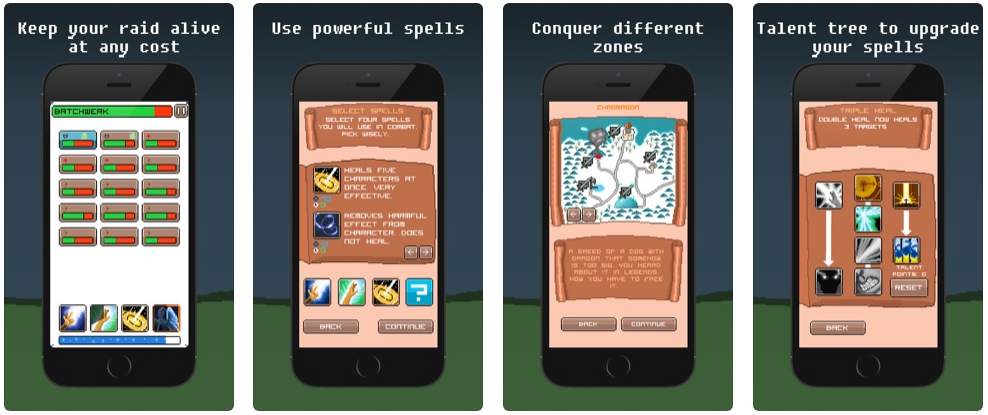 Keep your raid alive
at any cost
BATCHWERK
Use powerful spells
SELECT SPELLS
SELECT FOUR SPELLS
YOU WILL USE IN COMBAT.
PICK WISELY.
HEALS FIVE
CHARACTERS AT
ONCE. VERY
EFFECTIVE.
REMOVES HARMFUL
EFFECT FROM
CHARACTER. DOES
NOT HEAL.
?
BACK
CONTINUE
Conquer different
zones
CHAORAGON
A BREED OF A DOG WITH
DRAGON THAT SOMEHOW
IS TOO BIG. YOU HEARD
ABOUT IT IN LEGENDS.
NOW YOU HAVE TO FACE
IT.
BACK
CONTINUE
Talent tree to upgrade
your spells
TRIPLE HEAL
DOUBLE HEAL NOW HEALS
3 TARGETS
TALENT
POINTS: 0
RESET
BACK